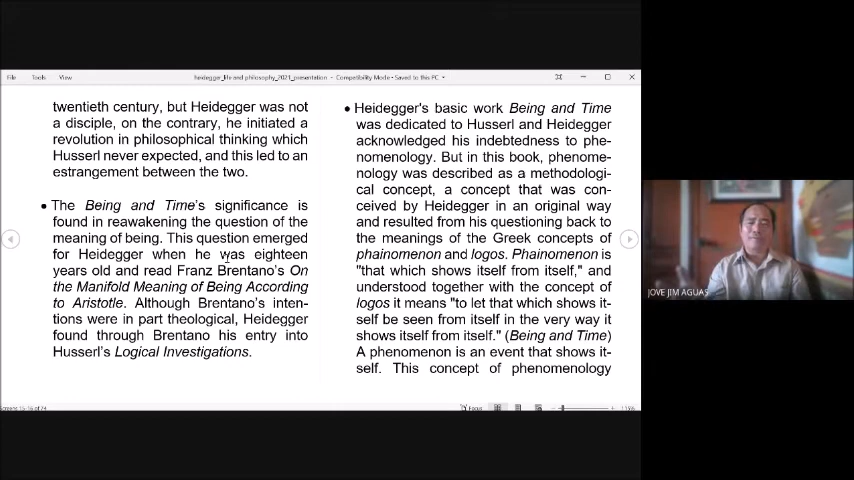 File Tools View heidegger_life and philosophy_2021_presentation - Compatibility Mode • Saved to this PC
twentieth century, but Heidegger was not
a disciple, on the contrary, he initiated a
revolution in philosophical thinking which
Husserl never expected, and this led to an
estrangement between the two.
• The Being and Time's significance is
found in reawakening the question of the
meaning of being. This question emerged
for Heidegger when he was eighteen
years old and read Franz Brentano's On
the Manifold Meaning of Being According
to Aristotle. Although Brentano's inten-
tions were in part theological, Heidegger
found through Brentano his entry into
Husserl's Logical Investigations.
• Heidegger's basic work Being and Time
was dedicated to Husserl and Heidegger
acknowledged his indebtedness to phe-
nomenology. But in this book, phenome-
nology was described as a methodologi-
cal concept, a concept that was con-
ceived by Heidegger in an original way
and resulted from his questioning back to
the meanings of the Greek concepts of
phainomenon and logos. Phainomenon is
"that which shows itself from itself," and
understood together with the concept of
logos it means "to let that which shows it-
self be seen from itself in the very way it
shows itself from itself." (Being and Time)
A phenomenon is an event that shows it-
self. This concept of phenomenology
Focus
JOVE JIM AGUAS